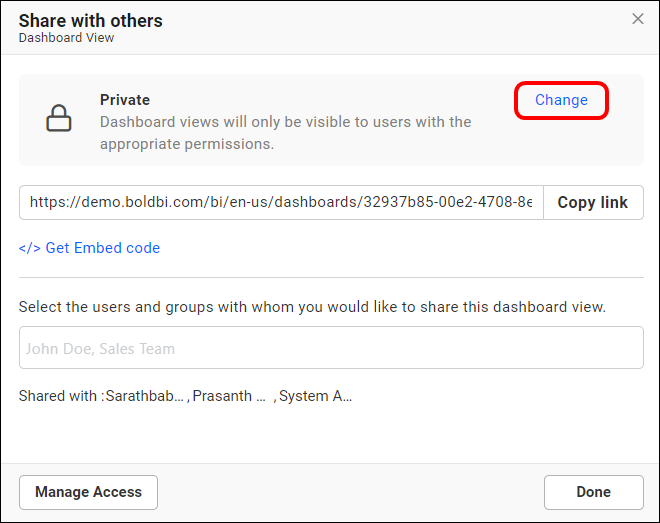 Share with others
Dashboard View
Private
Change
Dashboard views will only be visible to users with the
appropriate permissions.
https://demo.boldbi.com/bi/en-us/dashboards/32937b85-00e2-4708-8e
Copy link
</> Get Embed code
Select the users and groups with whom you would like to share this dashboard view.
John Doe, Sales Team
Shared with :Sarathbab... , Prasanth ... , System A...
Manage Access
Done